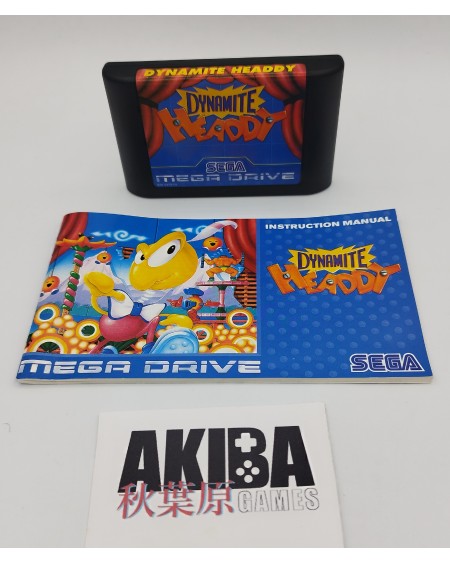 DYNAMITE HEADDY
DYNAMITE
HEADDY
SEGA
MEGA DRIVE
INSTRUCTION MANUAL
DYNAMITE
HEADDY
MEGA DRIVE
SEGA
AKIBA
秋葉原 GAMES